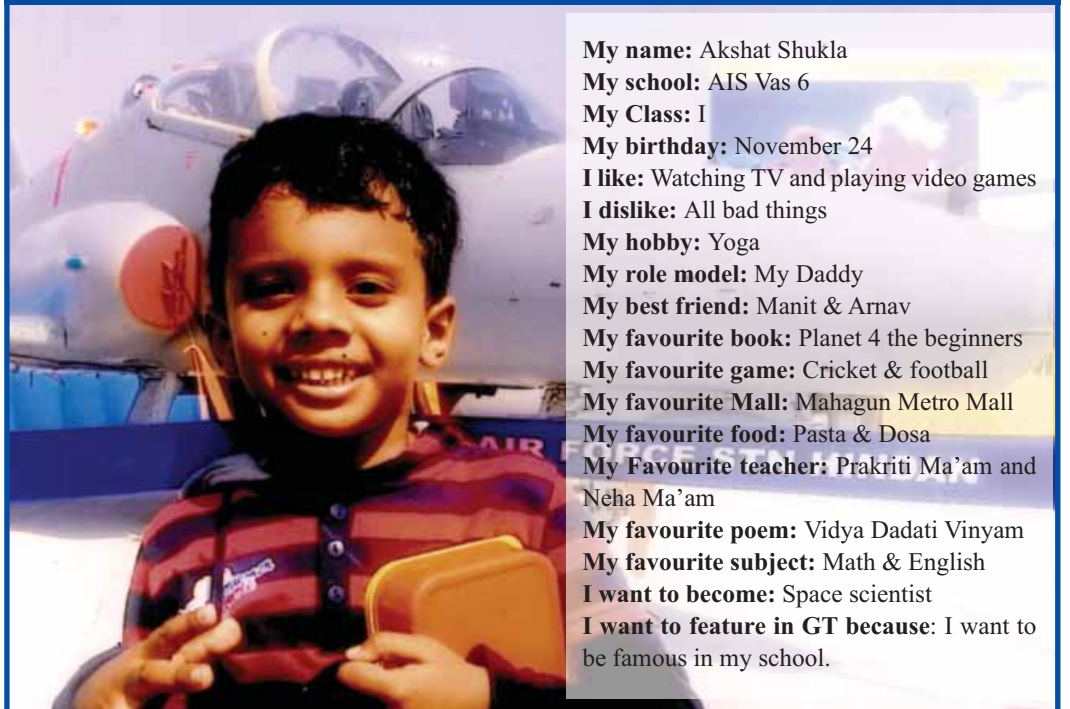 My name: Akshat Shukla
My school: AIS Vas 6
My Class: I
My birthday: November 24
I like: Watching TV and playing video games
I dislike: All bad things
My hobby: Yoga
My role model: My Daddy
My best friend: Manit & Arnav
My favourite book: Planet 4 the beginners
My favourite game: Cricket & football
My favourite Mall: Mahagun Metro Mall
My favourite food: Pasta & Dosa
My Favourite teacher: Prakriti Ma’am and
Neha Ma’am
My favourite poem: Vidya Dadati Vinyam
My favourite subject: Math & English
I want to become: Space scientist
I want to feature in GT because: I want to
be famous in my school.
AIR FORCE STN HINDAN